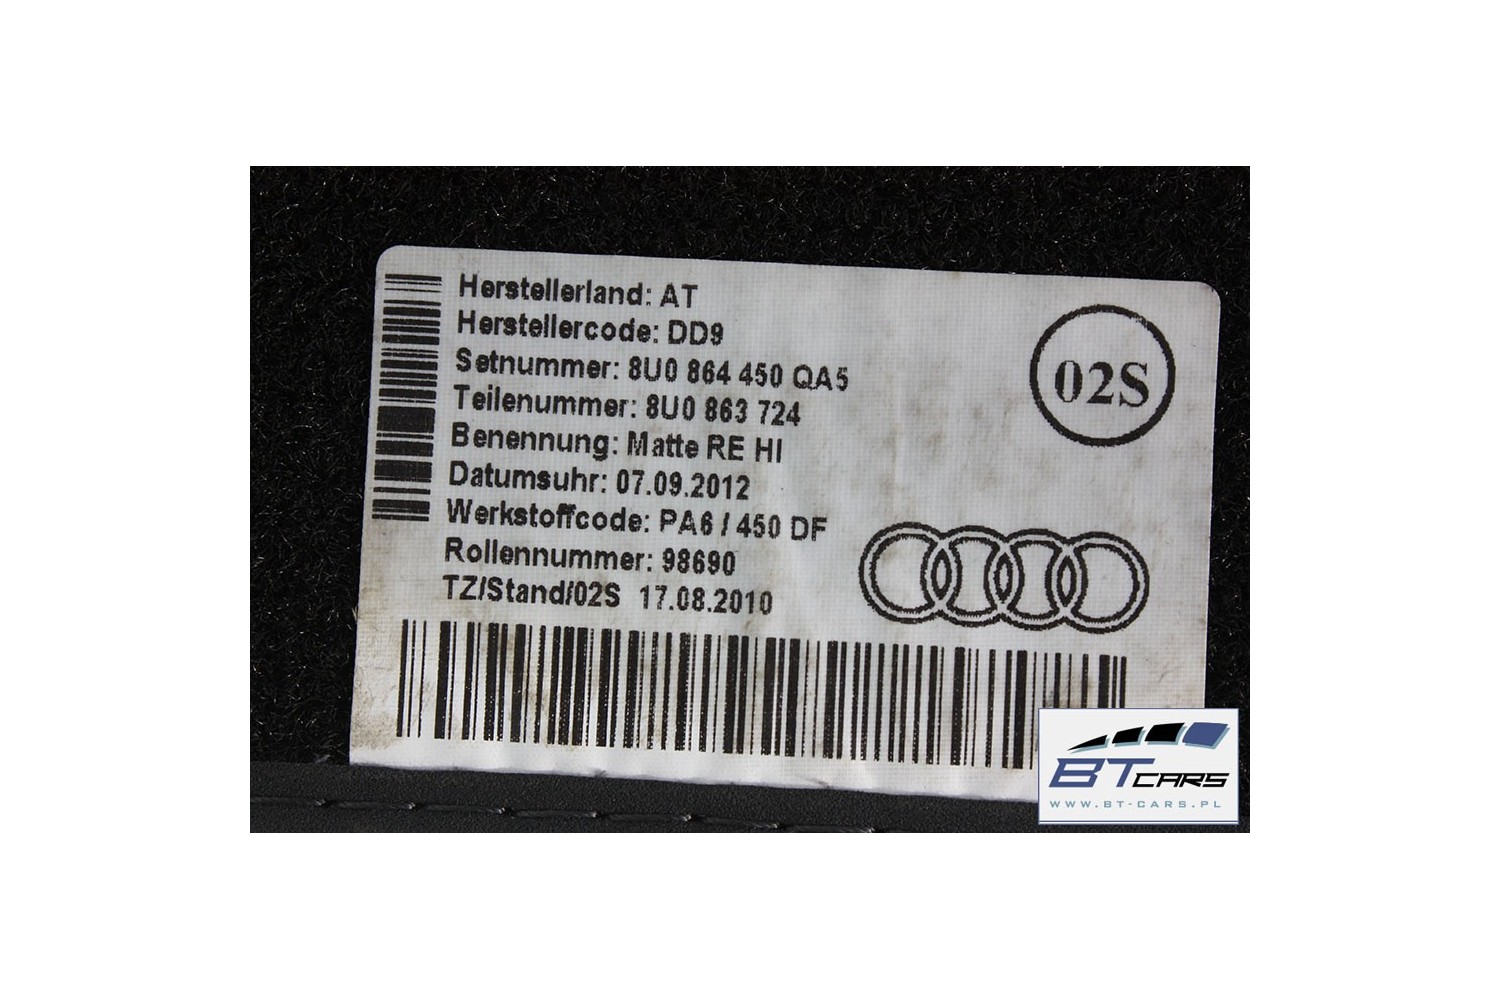 Herstellerland: AT
Herstellercode: DD9
Setnummer: 8U0 864 450 QA5
Teilenummer: 8U0 863 724
Benennung: Matte RE HI
Datumsuhr: 07.09.2012
Werkstoffcode: PA6 / 450 DF
Rollennummer: 98690
TZ/Stand/02S 17.08.2010
02S
BT CARS
WWW.BT-CARS.PL